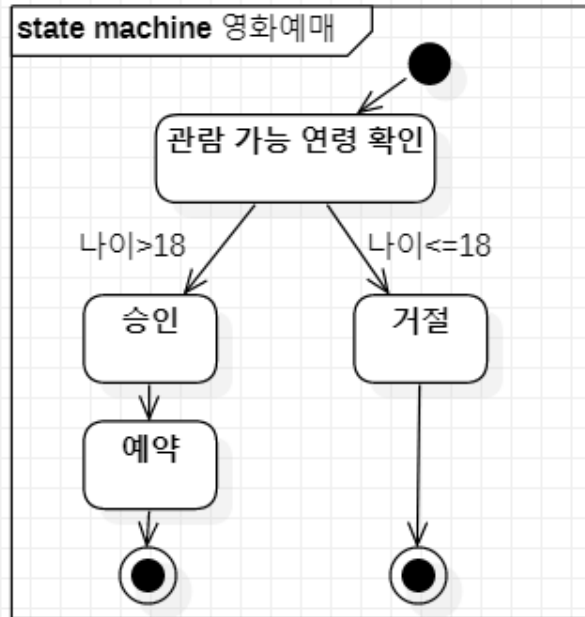 state machine 영화예매
관람 가능 연령 확인
나이>18
나이<=18
승인
거절
예약